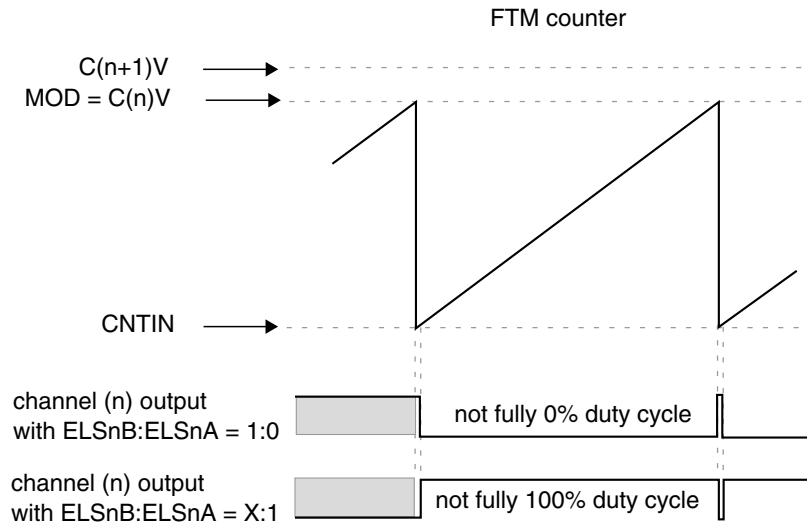 FTM counter
C(n+1)V
MOD = C(n)V
CNTIN
channel (n) output
with ELSnB:ELSnA = 1:0
not fully 0% duty cycle
channel (n) output
with ELSnB:ELSnA = X:1
not fully 100% duty cycle